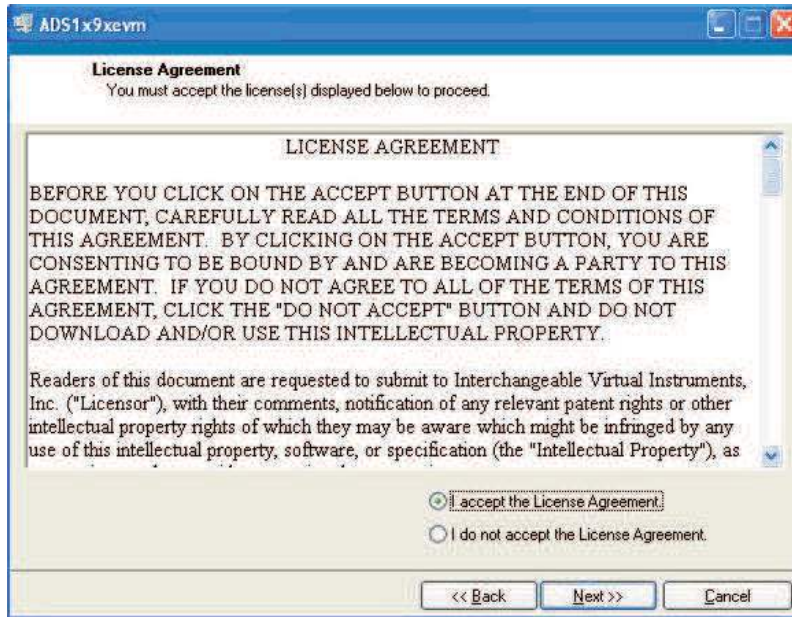 ADS1x9xevm
License Agreement
You must accept the license(s) displayed below to proceed.
LICENSE AGREEMENT
BEFORE YOU CLICK ON THE ACCEPT BUTTON AT THE END OF THIS
DOCUMENT, CAREFULLY READ ALL THE TERMS AND CONDITIONS OF
THIS AGREEMENT. BY CLICKING ON THE ACCEPT BUTTON, YOU ARE
CONSENTING TO BE BOUND BY AND ARE BECOMING A PARTY TO THIS
AGREEMENT. IF YOU DO NOT AGREE TO ALL OF THE TERMS OF THIS
AGREEMENT, CLICK THE "DO NOT ACCEPT" BUTTON AND DO NOT
DOWNLOAD AND/OR USE THIS INTELLECTUAL PROPERTY.
Readers of this document are requested to submit to Interchangeable Virtual Instruments,
Inc. ("Licensor"), with their comments, notification of any relevant patent rights or other
intellectual property rights of which they may be aware which might be infringed by any
use of this intellectual property, software, or specification (the "Intellectual Property"), as
I accept the License Agreement.
I do not accept the License Agreement.
<< Back
Next >>
Cancel